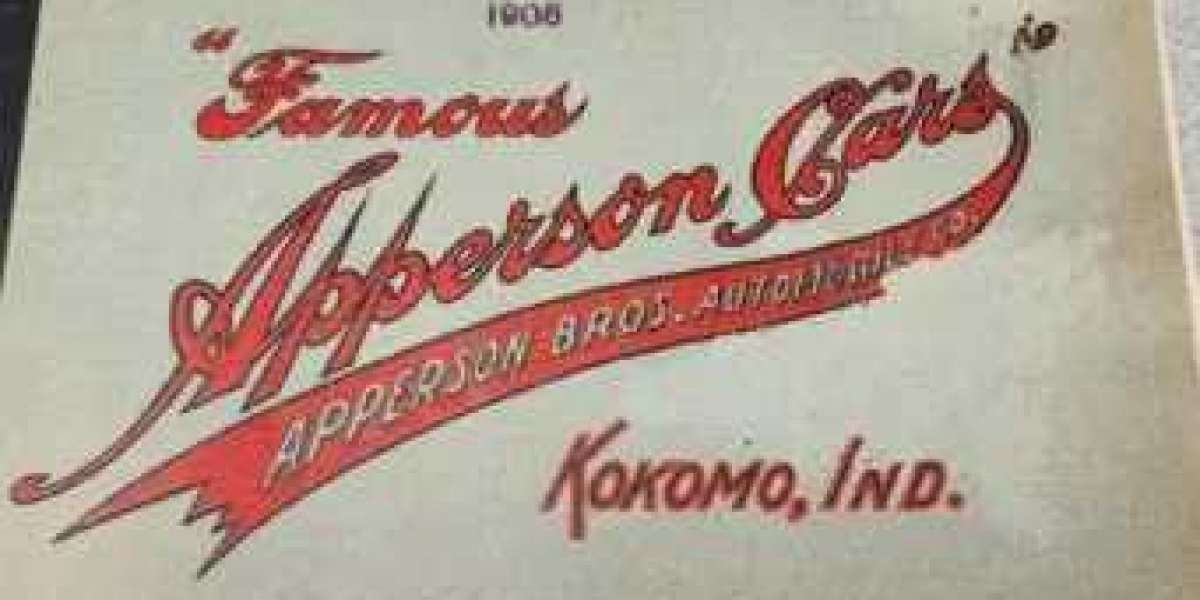 1908
"Famous
Apperson Cars"
APPERSON BROS. AUTOMOBILE CO.
KOKOMO, IND.